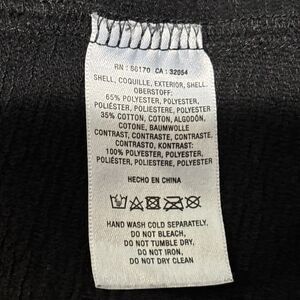 RN : 66170 CA : 32054
SHELL, COQUILLE, EXTERIOR, SHELL,
OBERSTOFF:
65% POLYESTER, POLYESTER,
POLIÉSTER, POLIESTERE, POLYESTER
35% COTTON, COTON, ALGODÓN,
COTONE, BAUMWOLLE
CONTRAST, CONTRASTE, CONTRASTE,
CONTRASTO, KONTRAST:
100% POLYESTER, POLYESTER,
POLIÉSTER, POLIESTERE, POLYESTER
HECHO EN CHINA
HAND WASH COLD SEPARATELY.
DO NOT BLEACH,
DO NOT TUMBLE DRY,
DO NOT IRON,
DO NOT DRY CLEAN